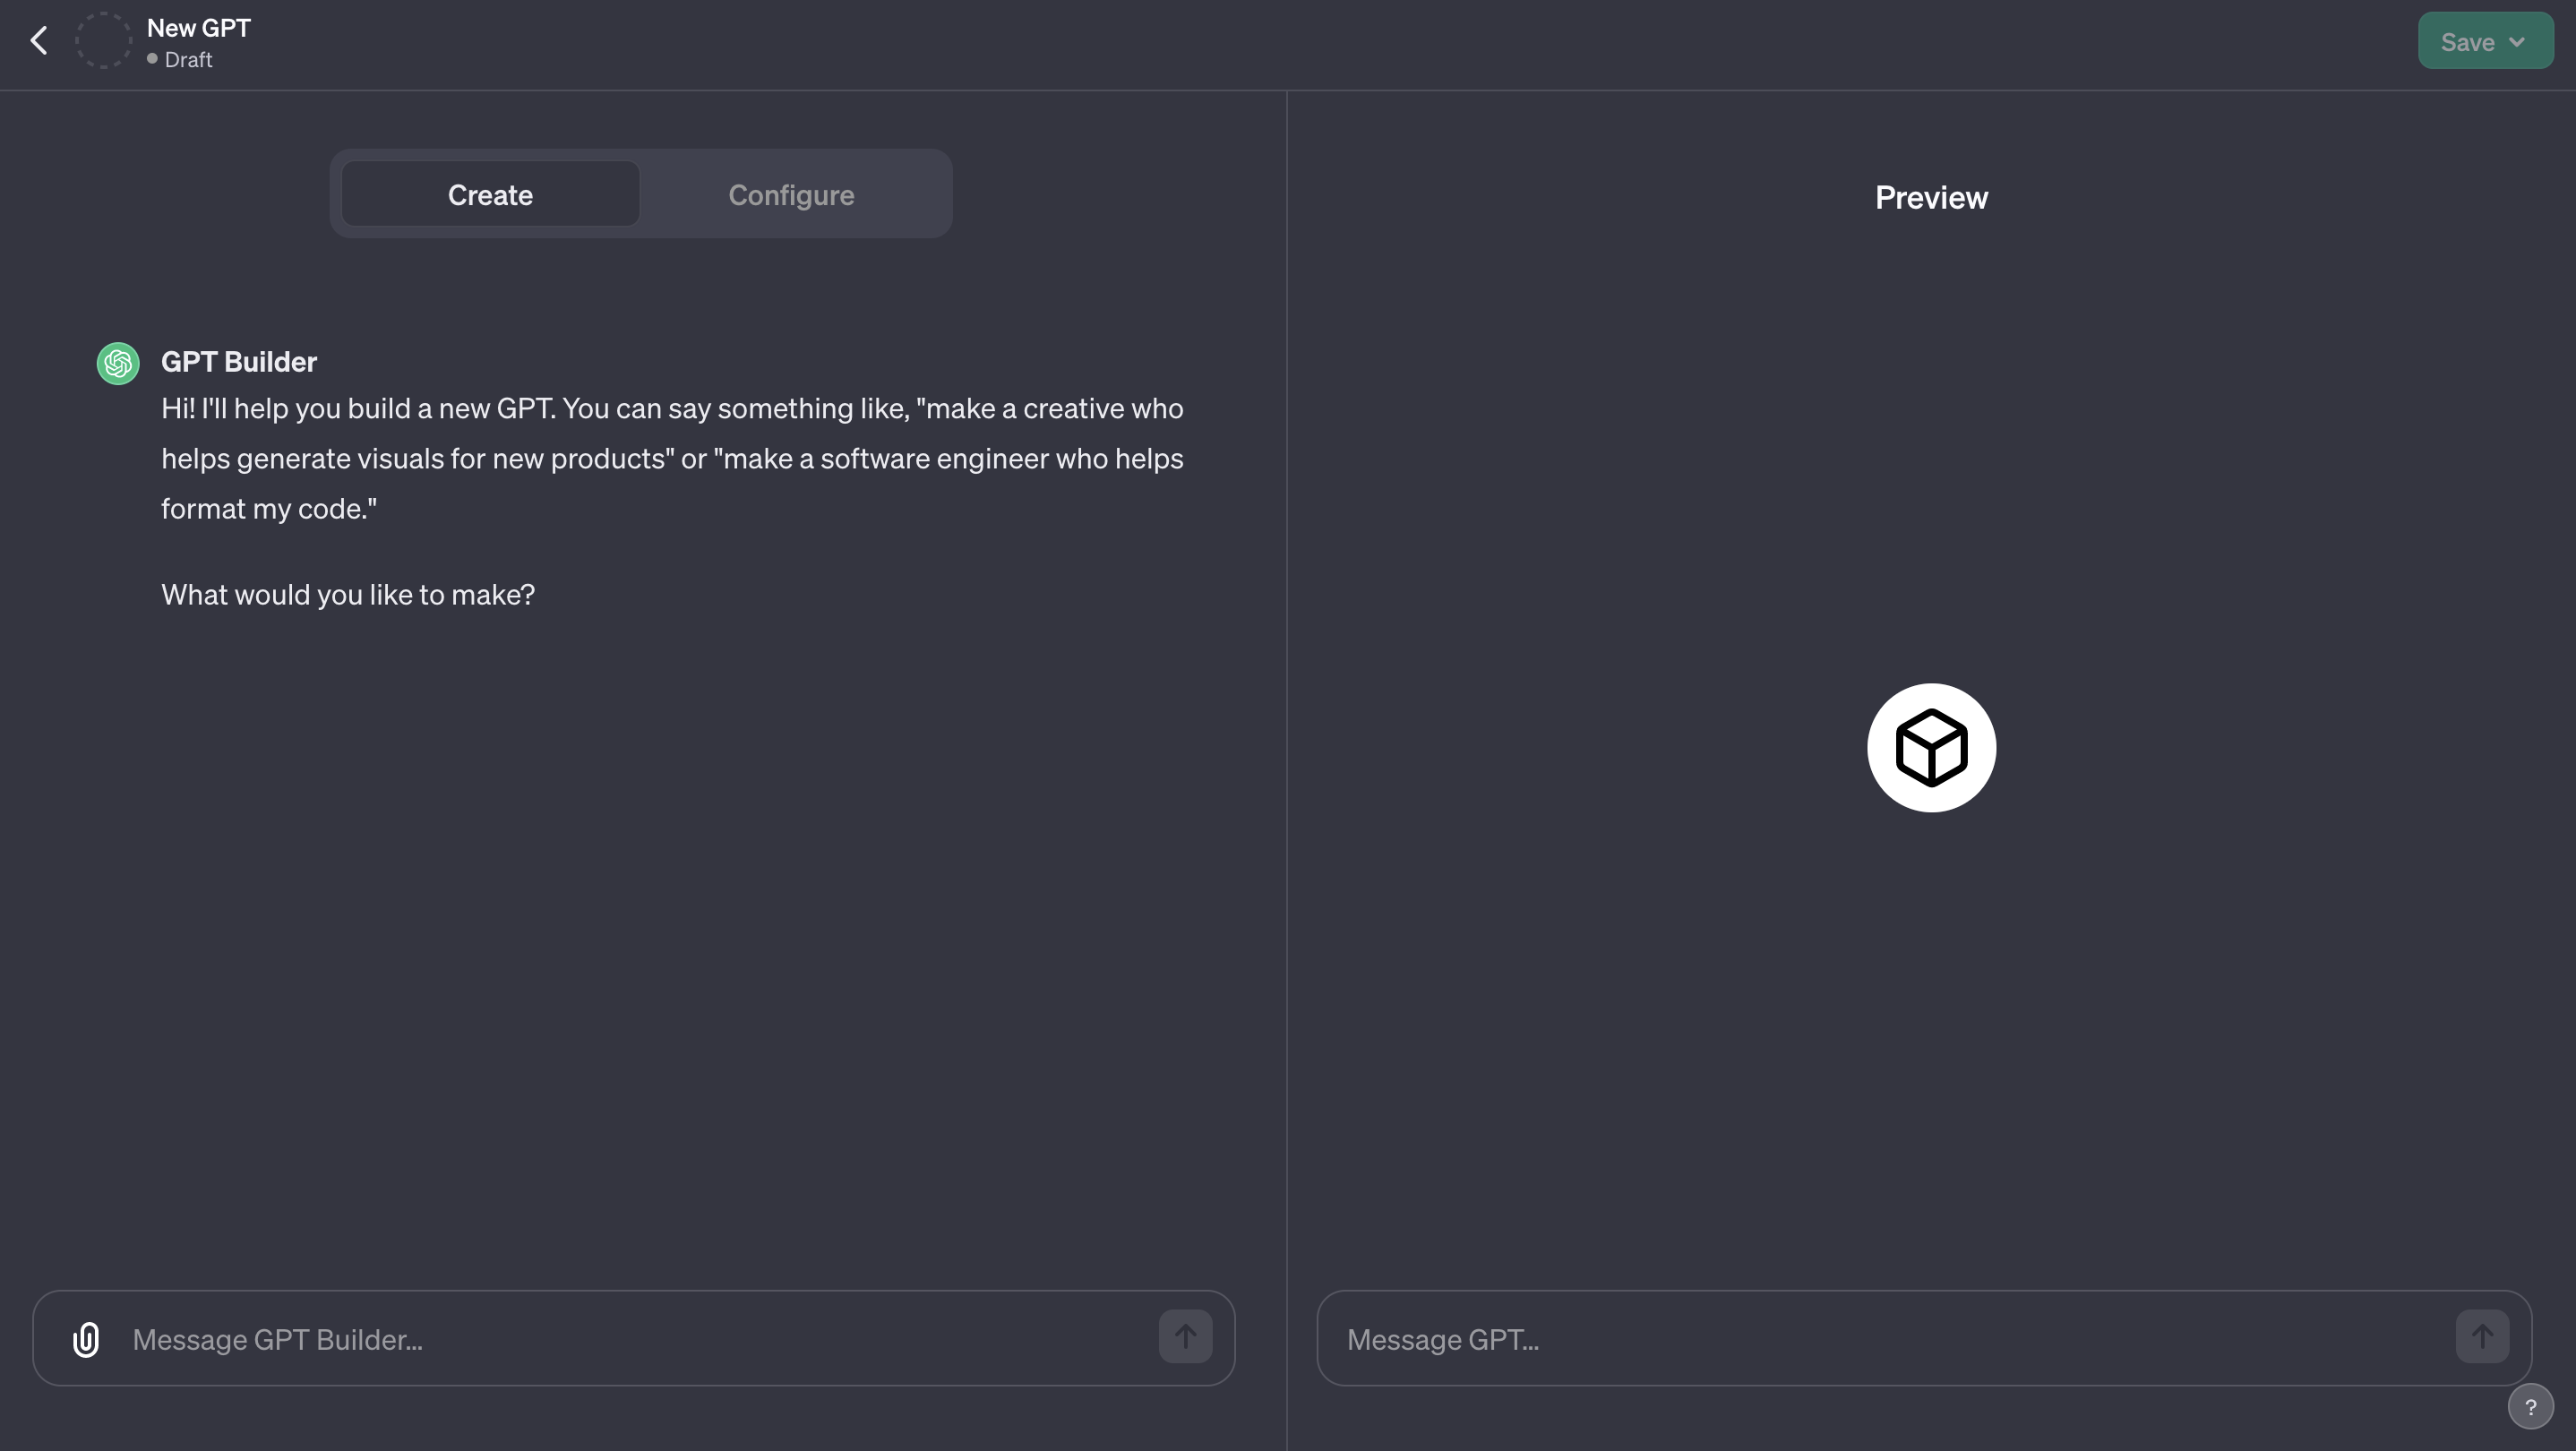 New GPT
Draft
Save
Create
Configure
Preview
GPT Builder
Hi! I'll help you build a new GPT. You can say something like, "make a creative who
helps generate visuals for new products" or "make a software engineer who helps
format my code."
What would you like to make?
Message GPT Builder…
Message GPT…
?